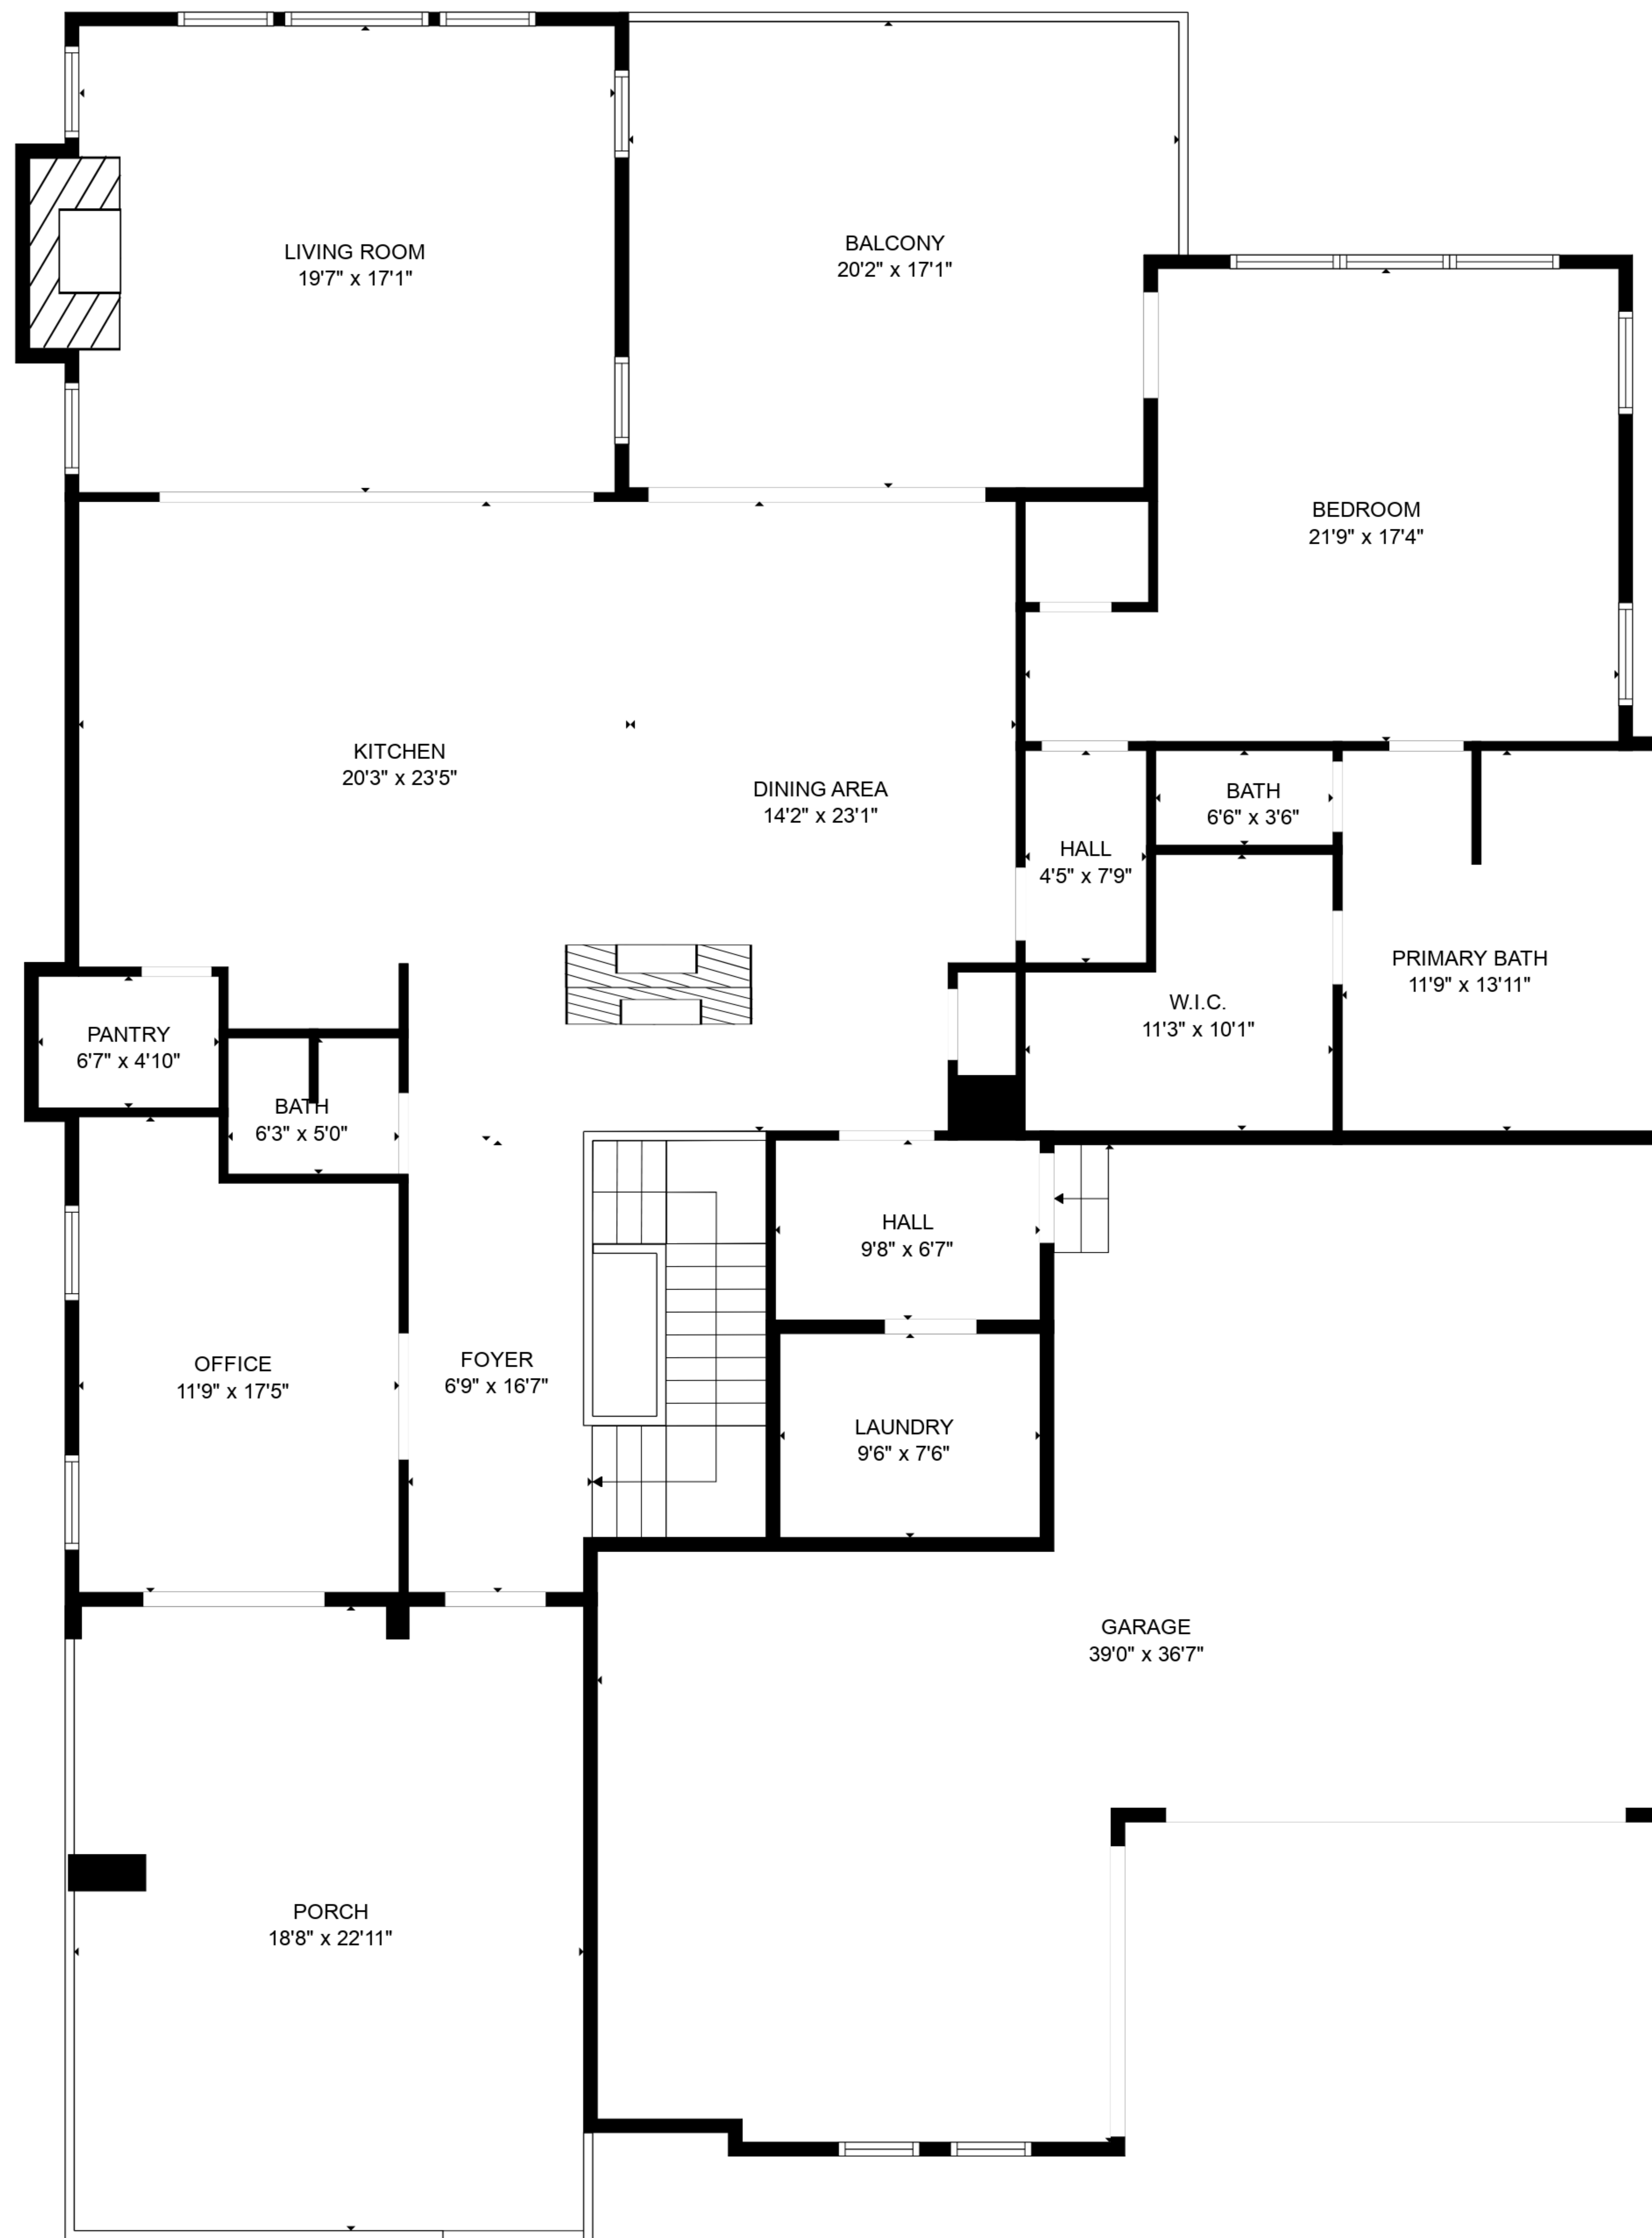 LIVING ROOM
19'7" x 17'1"
BALCONY
20'2" x 17'1"
BEDROOM
21'9" x 17'4"
KITCHEN
20'3" x 23'5"
DINING AREA
14'2" x 23'1"
BATH
6'6" x 3'6"
HALL
4'5" x 7'9"
PRIMARY BATH
11'9" x 13'11"
W.I.C.
11'3" x 10'1"
PANTRY
6'7" x 4'10"
BATH
6'3" x 5'0"
HALL
9'8" x 6'7"
OFFICE
11'9" x 17'5"
FOYER
6'9" x 16'7"
LAUNDRY
9'6" x 7'6"
GARAGE
39'0" x 36'7"
PORCH
18'8" x 22'11"